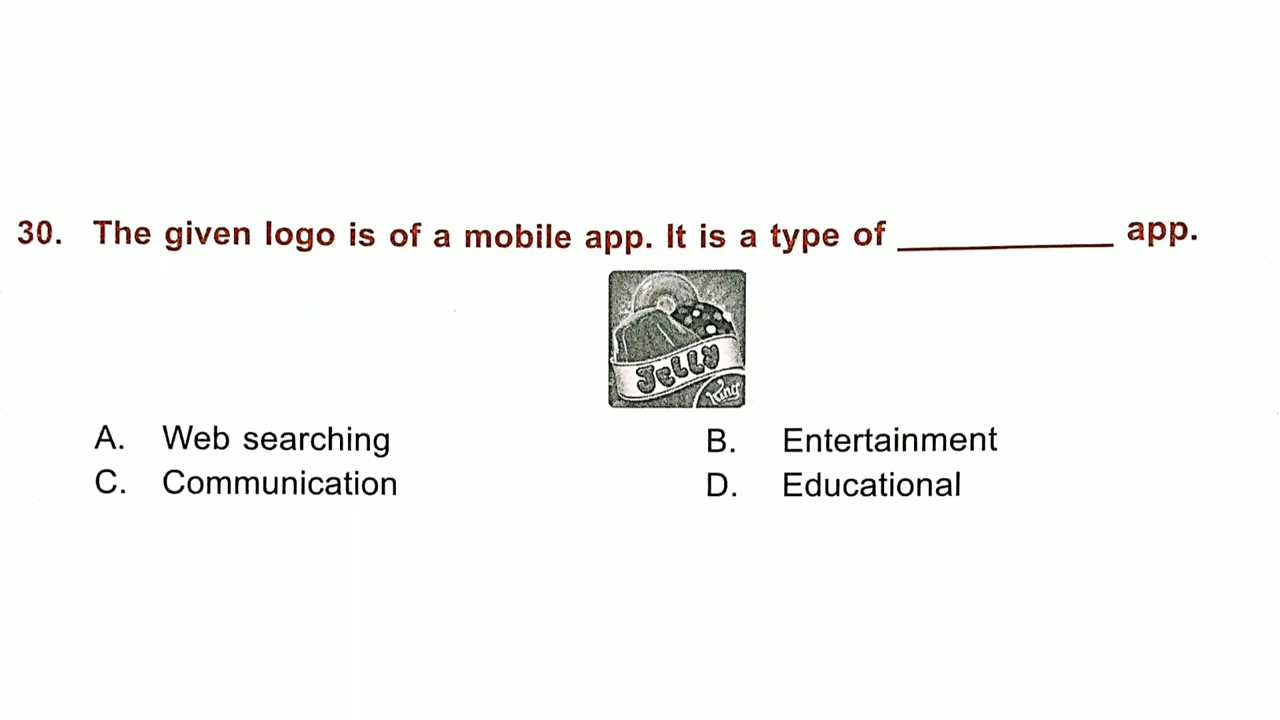 30. The given logo is of a mobile app. It is a type of __________ app.
JELLY
King
A. Web searching B. Entertainment
C. Communication D. Educational